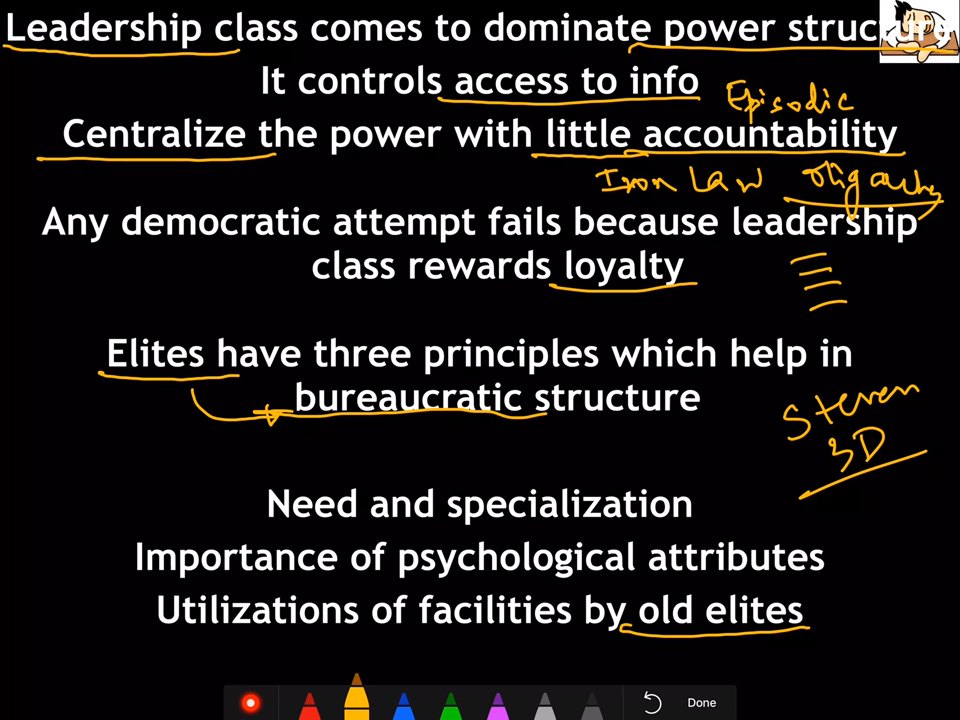 Leadership class comes to dominate power structure
It controls access to info
Episodic
Centralize the power with little accountability
Iron Law oligarchy
Any democratic attempt fails because leadership
class rewards loyalty
Elites have three principles which help in
bureaucratic structure
Steven
3D
Need and specialization
Importance of psychological attributes
Utilizations of facilities by old elites
Done